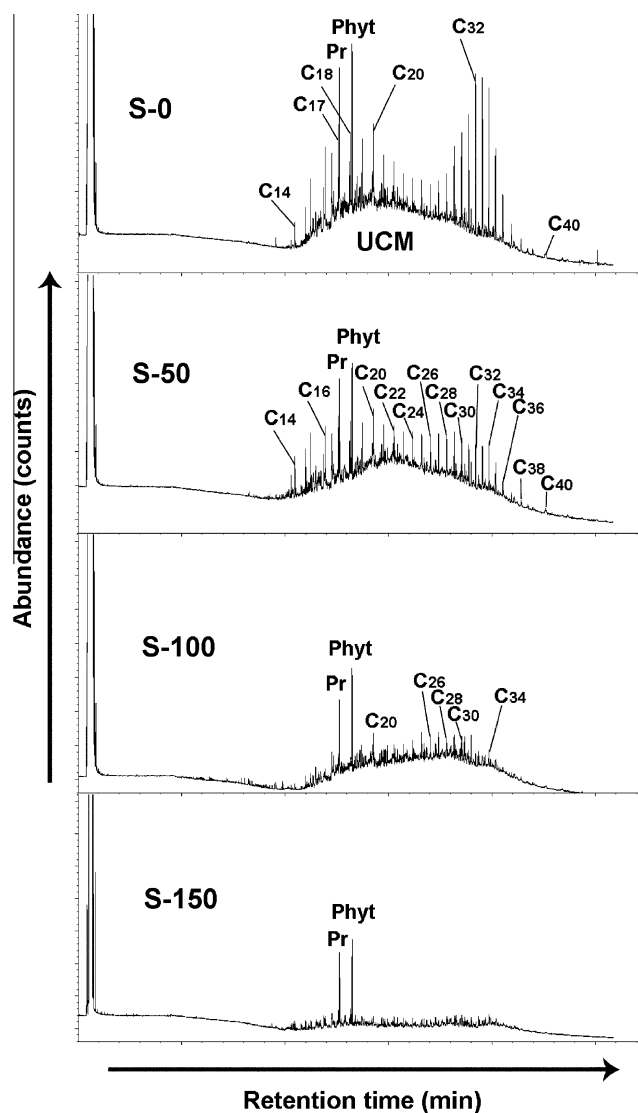 Phyt
Pr
C32
C18
C20
C17
S-0
C14
UCM
C40
Phyt
S-50
Pr
C20
C26
C32
C16
C22
C28
C34
C14
C24
C30
C36
C38
C40
Phyt
S-100
Pr
C26
C28
C34
C20
C30
S-150
Phyt
Pr
Abundance (counts)
Retention time (min)